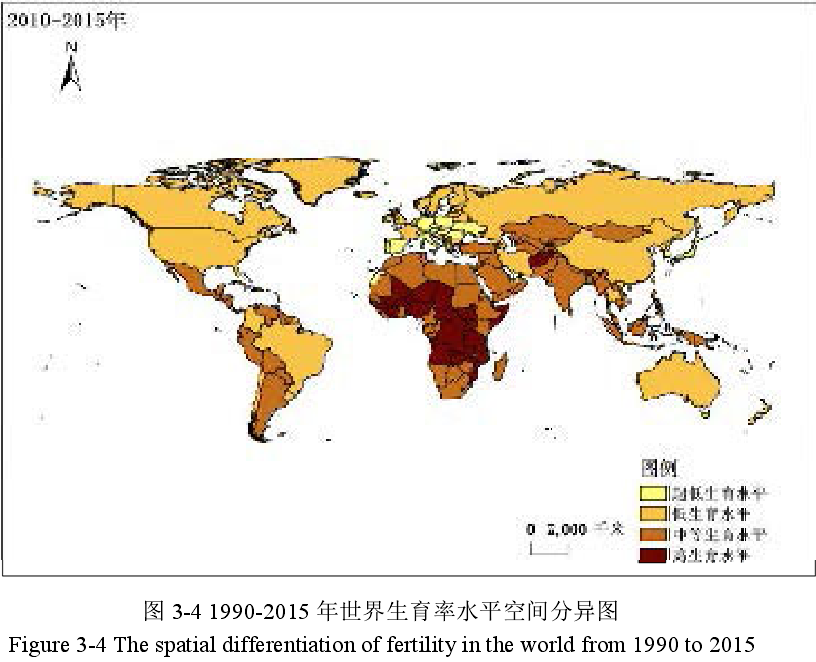 2010-2015年
N
图例
超低生育水平
低生育水平
中等生育水平
高生育水平
0 5,000 千米
图 3-4 1990-2015 年世界生育率水平空间分异图
Figure 3-4 The spatial differentiation of fertility in the world from 1990 to 2015